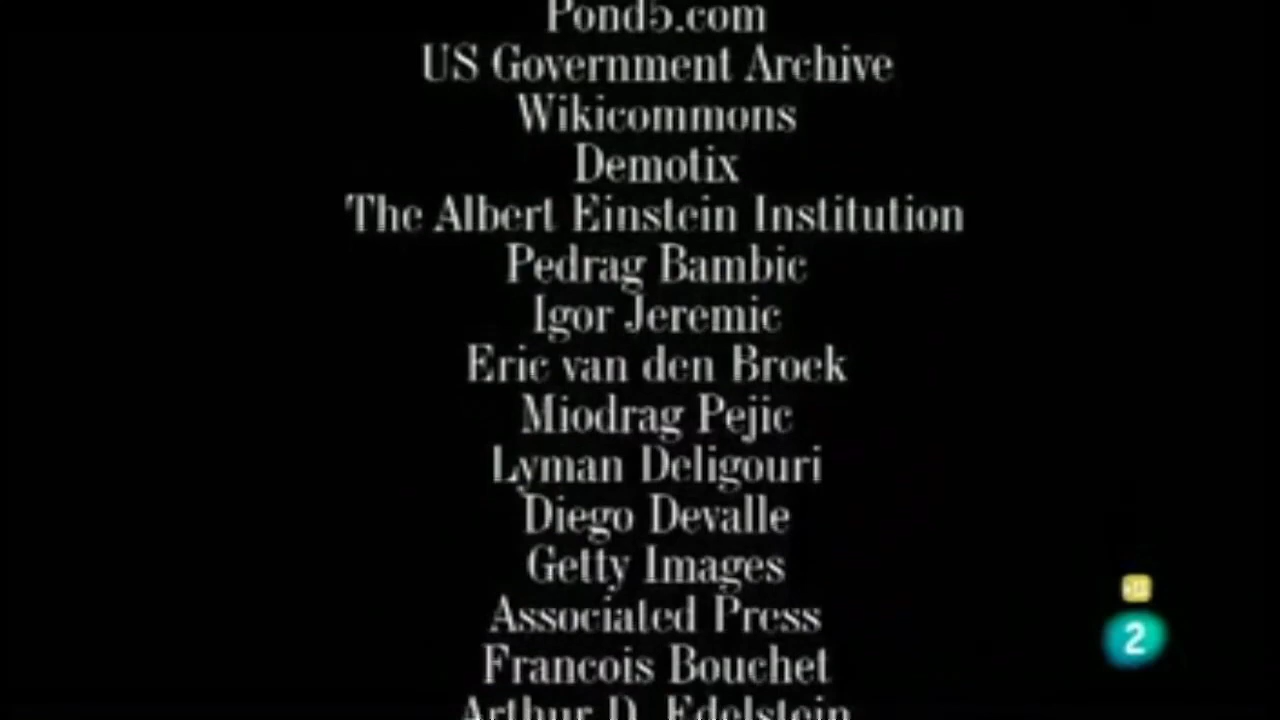 Pond5.com
US Government Archive
Wikicommons
Demotix
The Albert Einstein Institution
Pedrag Bambic
Igor Jeremic
Eric van den Broek
Miodrag Pejic
Lyman Deligouri
Diego Devalle
Getty Images
Associated Press
Francois Bouchet
Arthur D. Edelstein
2